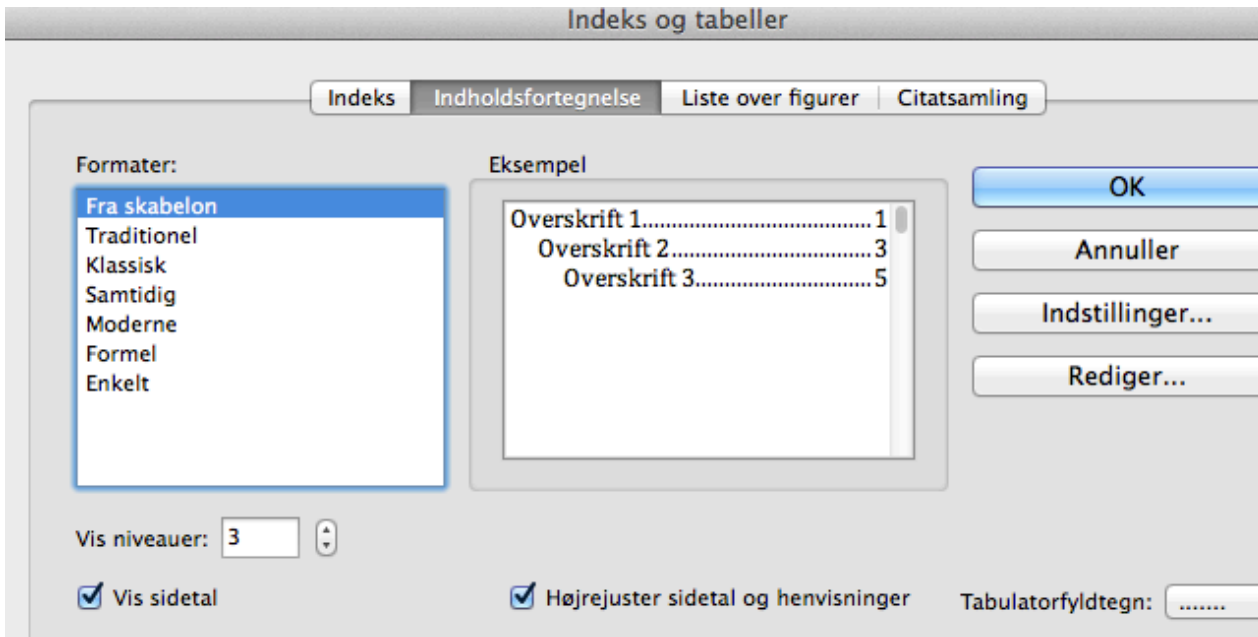 Indeks og tabeller
Indeks
Indholdsfortegnelse
Liste over figurer
Citatsamling
Formater:
Fra skabelon
Traditionel
Klassisk
Samtidig
Moderne
Formel
Enkelt
Eksempel
Overskrift 1......................................1
Overskrift 2.................................3
Overskrift 3.............................5
OK
Annuller
Indstillinger...
Rediger...
Vis niveauer: 3
Vis sidetal
Højrejuster sidetal og henvisninger
Tabulatorfyldtegn: .......